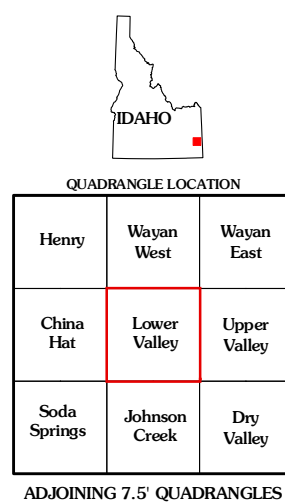 IDAHO
QUADRANGLE LOCATION
Henry
Wayan
West
Wayan
East
China
Hat
Lower
Valley
Upper
Valley
Soda
Springs
Johnson
Creek
Dry
Valley
ADJOINING 7.5' QUADRANGLES